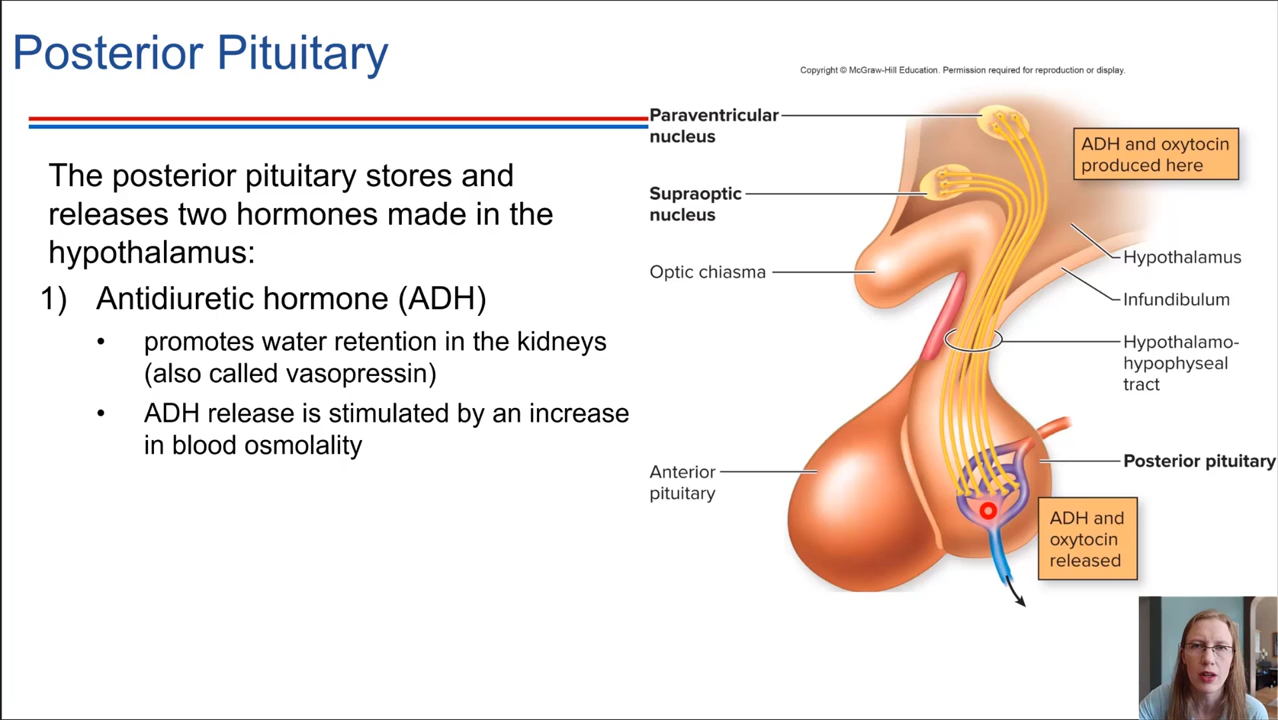 Posterior Pituitary
Copyright © McGraw-Hill Education. Permission required for reproduction or display.
The posterior pituitary stores and
releases two hormones made in the
hypothalamus:
1) Antidiuretic hormone (ADH)
• promotes water retention in the kidneys
(also called vasopressin)
• ADH release is stimulated by an increase
in blood osmolality
Paraventricular
nucleus
ADH and oxytocin
produced here
Supraoptic
nucleus
Optic chiasma
Hypothalamus
Infundibulum
Hypothalamo-
hypophyseal
tract
Anterior
pituitary
Posterior pituitary
ADH and
oxytocin
released